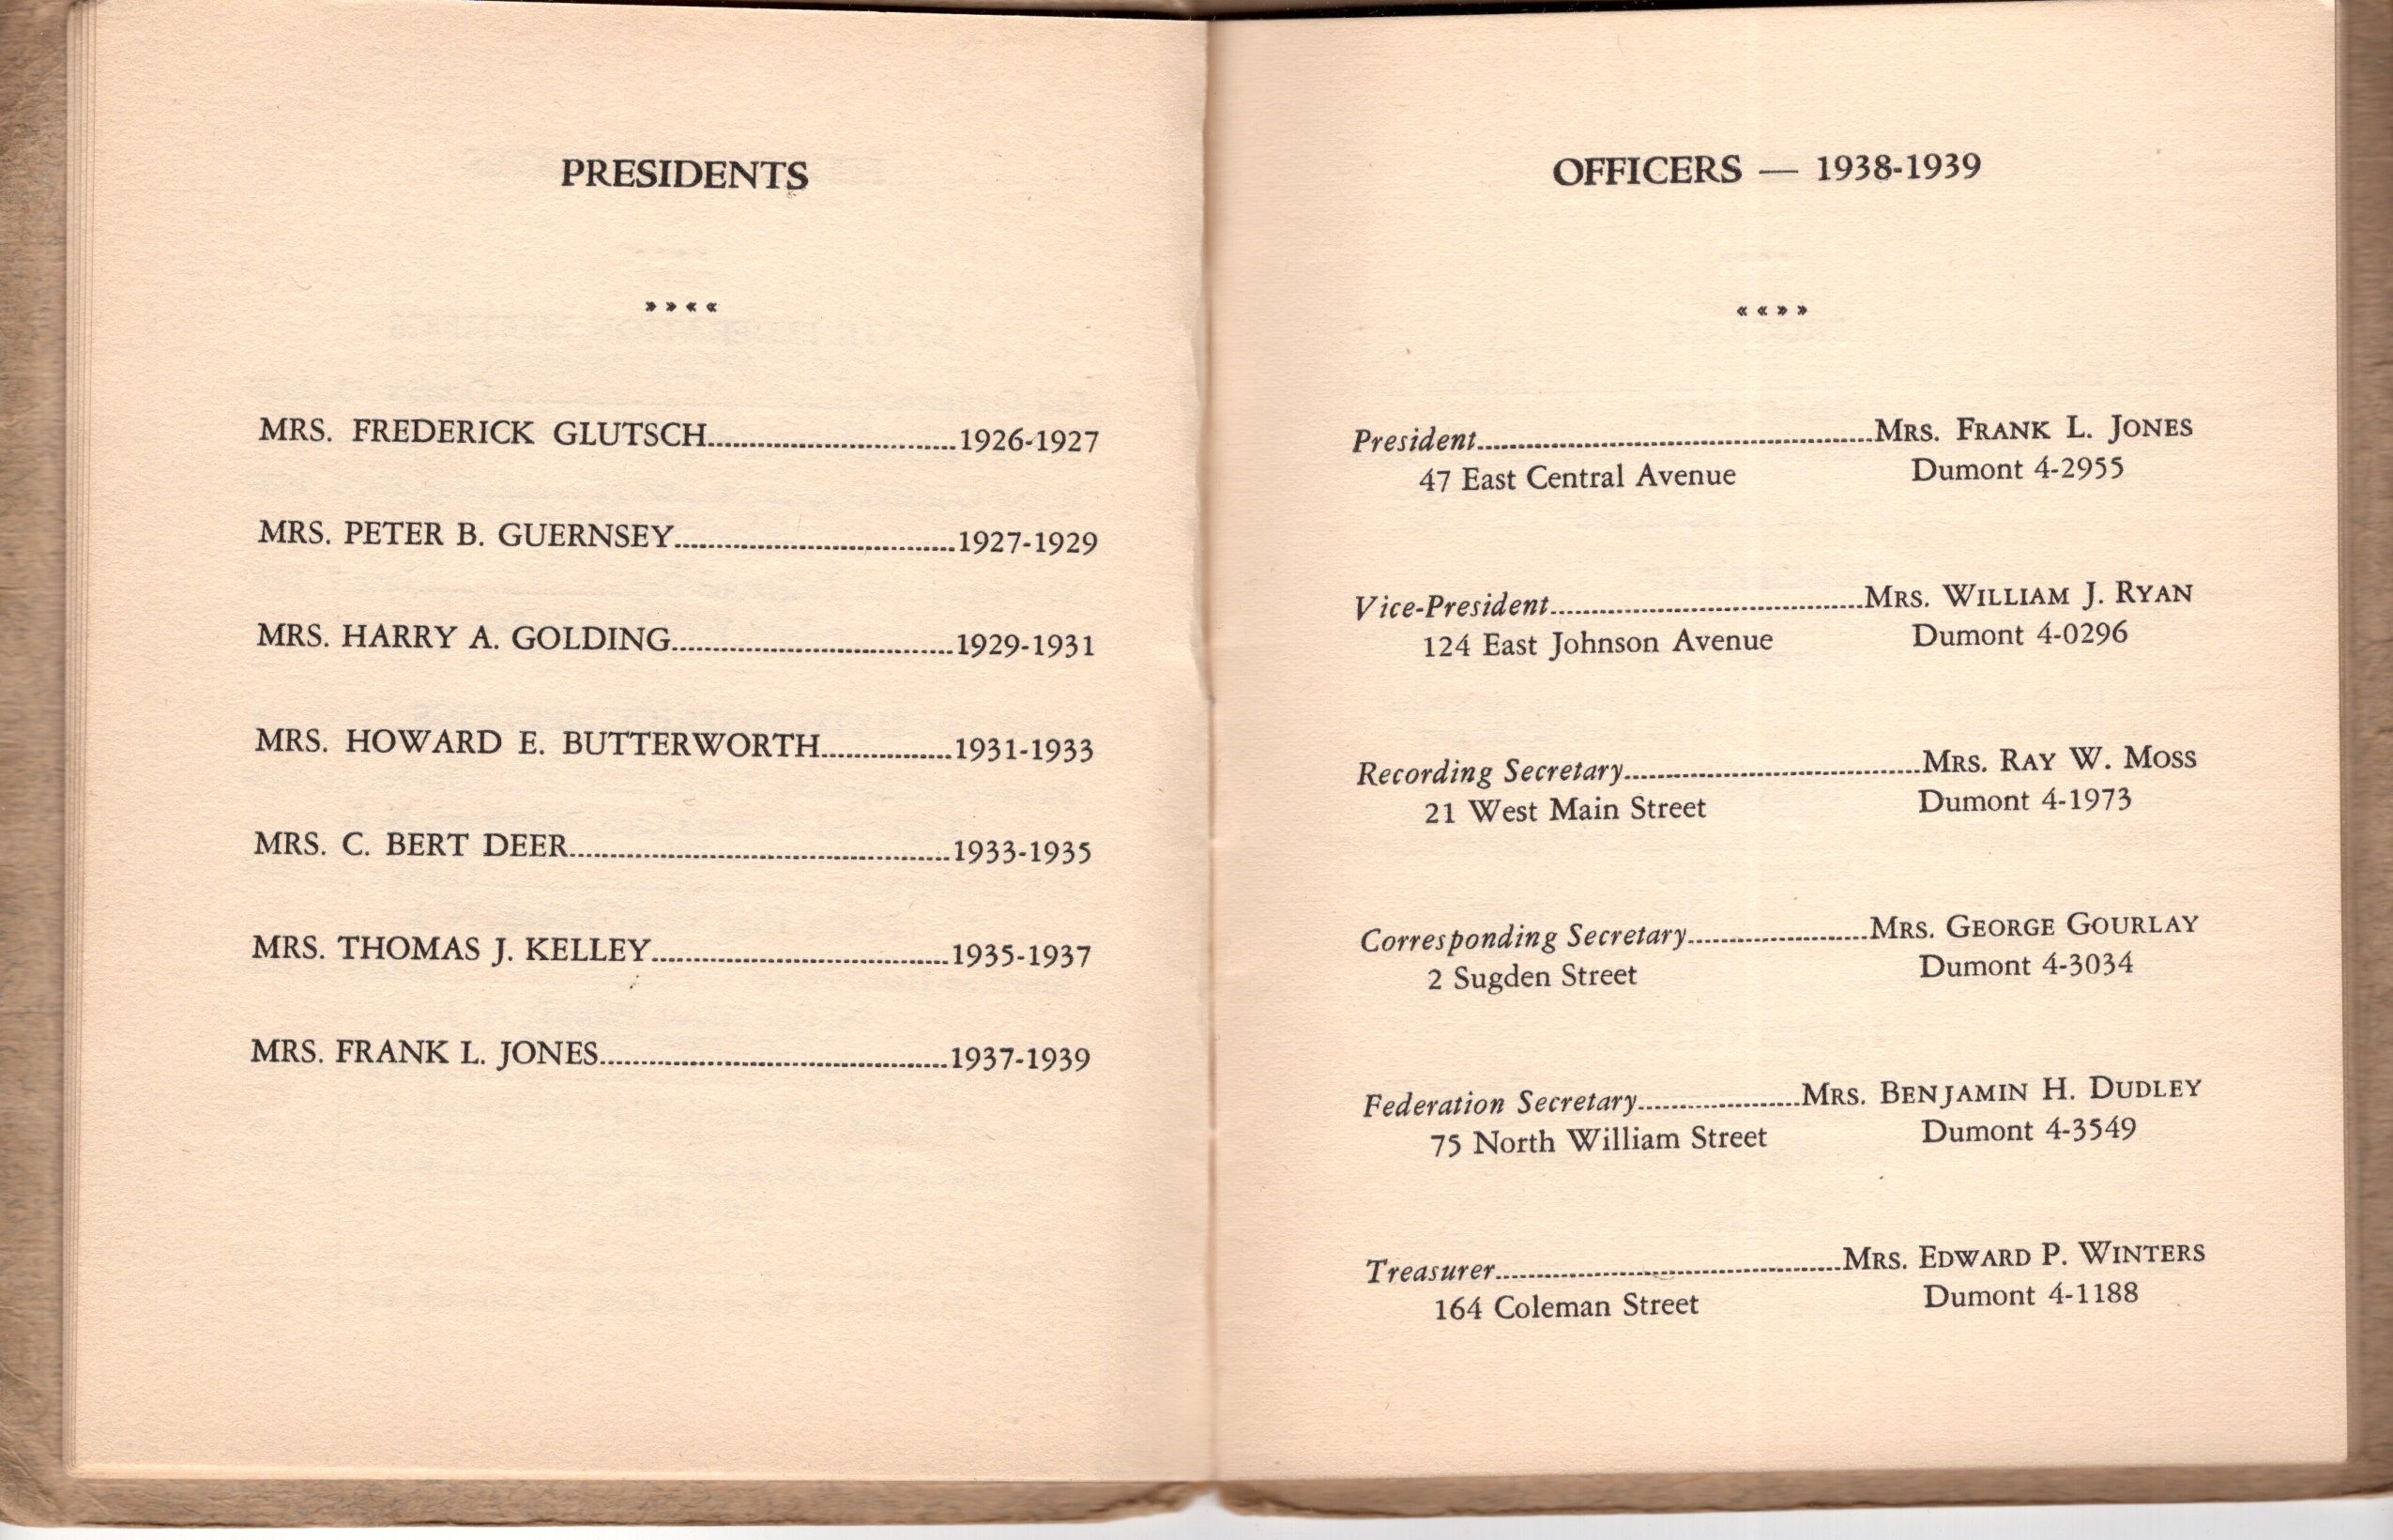 PRESIDENTS
» » « «
MRS. FREDERICK GLUTSCH..............................1926-1927
MRS. PETER B. GUERNSEY..................................1927-1929
MRS. HARRY A. GOLDING..................................1929-1931
MRS. HOWARD E. BUTTERWORTH................1931-1933
MRS. C. BERT DEER..............................................1933-1935
MRS. THOMAS J. KELLEY....................................1935-1937
MRS. FRANK L. JONES..........................................1937-1939
OFFICERS — 1938-1939
« « » »
President................................................MRS. FRANK L. JONES
47 East Central Avenue Dumont 4-2955
Vice-President......................................MRS. WILLIAM J. RYAN
124 East Johnson Avenue Dumont 4-0296
Recording Secretary....................................MRS. RAY W. MOSS
21 West Main Street Dumont 4-1973
Corresponding Secretary......................MRS. GEORGE GOURLAY
2 Sugden Street Dumont 4-3034
Federation Secretary...................MRS. BENJAMIN H. DUDLEY
75 North William Street Dumont 4-3549
Treasurer..........................................MRS. EDWARD P. WINTERS
164 Coleman Street Dumont 4-1188